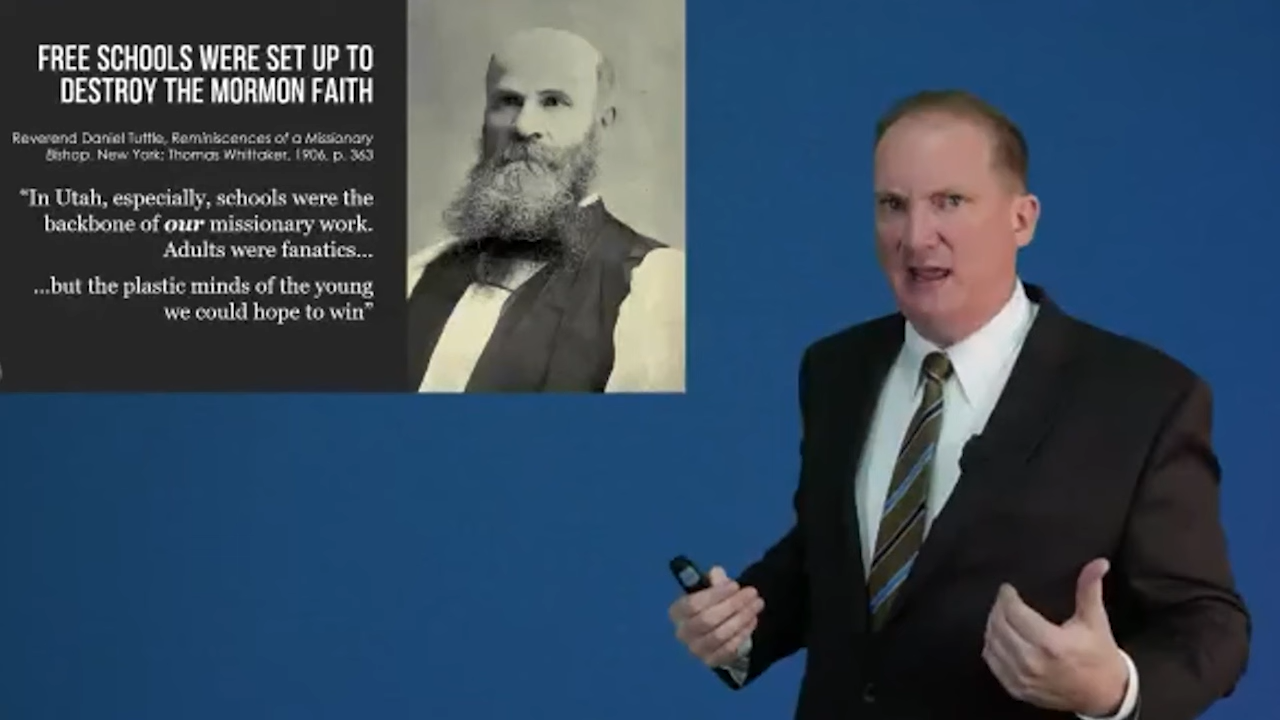 FREE SCHOOLS WERE SET UP TO
DESTROY THE MORMON FAITH
Reverend Daniel Tuttle, Reminiscences of a Missionary
Bishop. New York: Thomas Whittaker, 1906, p. 363
“In Utah, especially, schools were the
backbone of our missionary work.
Adults were fanatics...
...but the plastic minds of the young
we could hope to win”